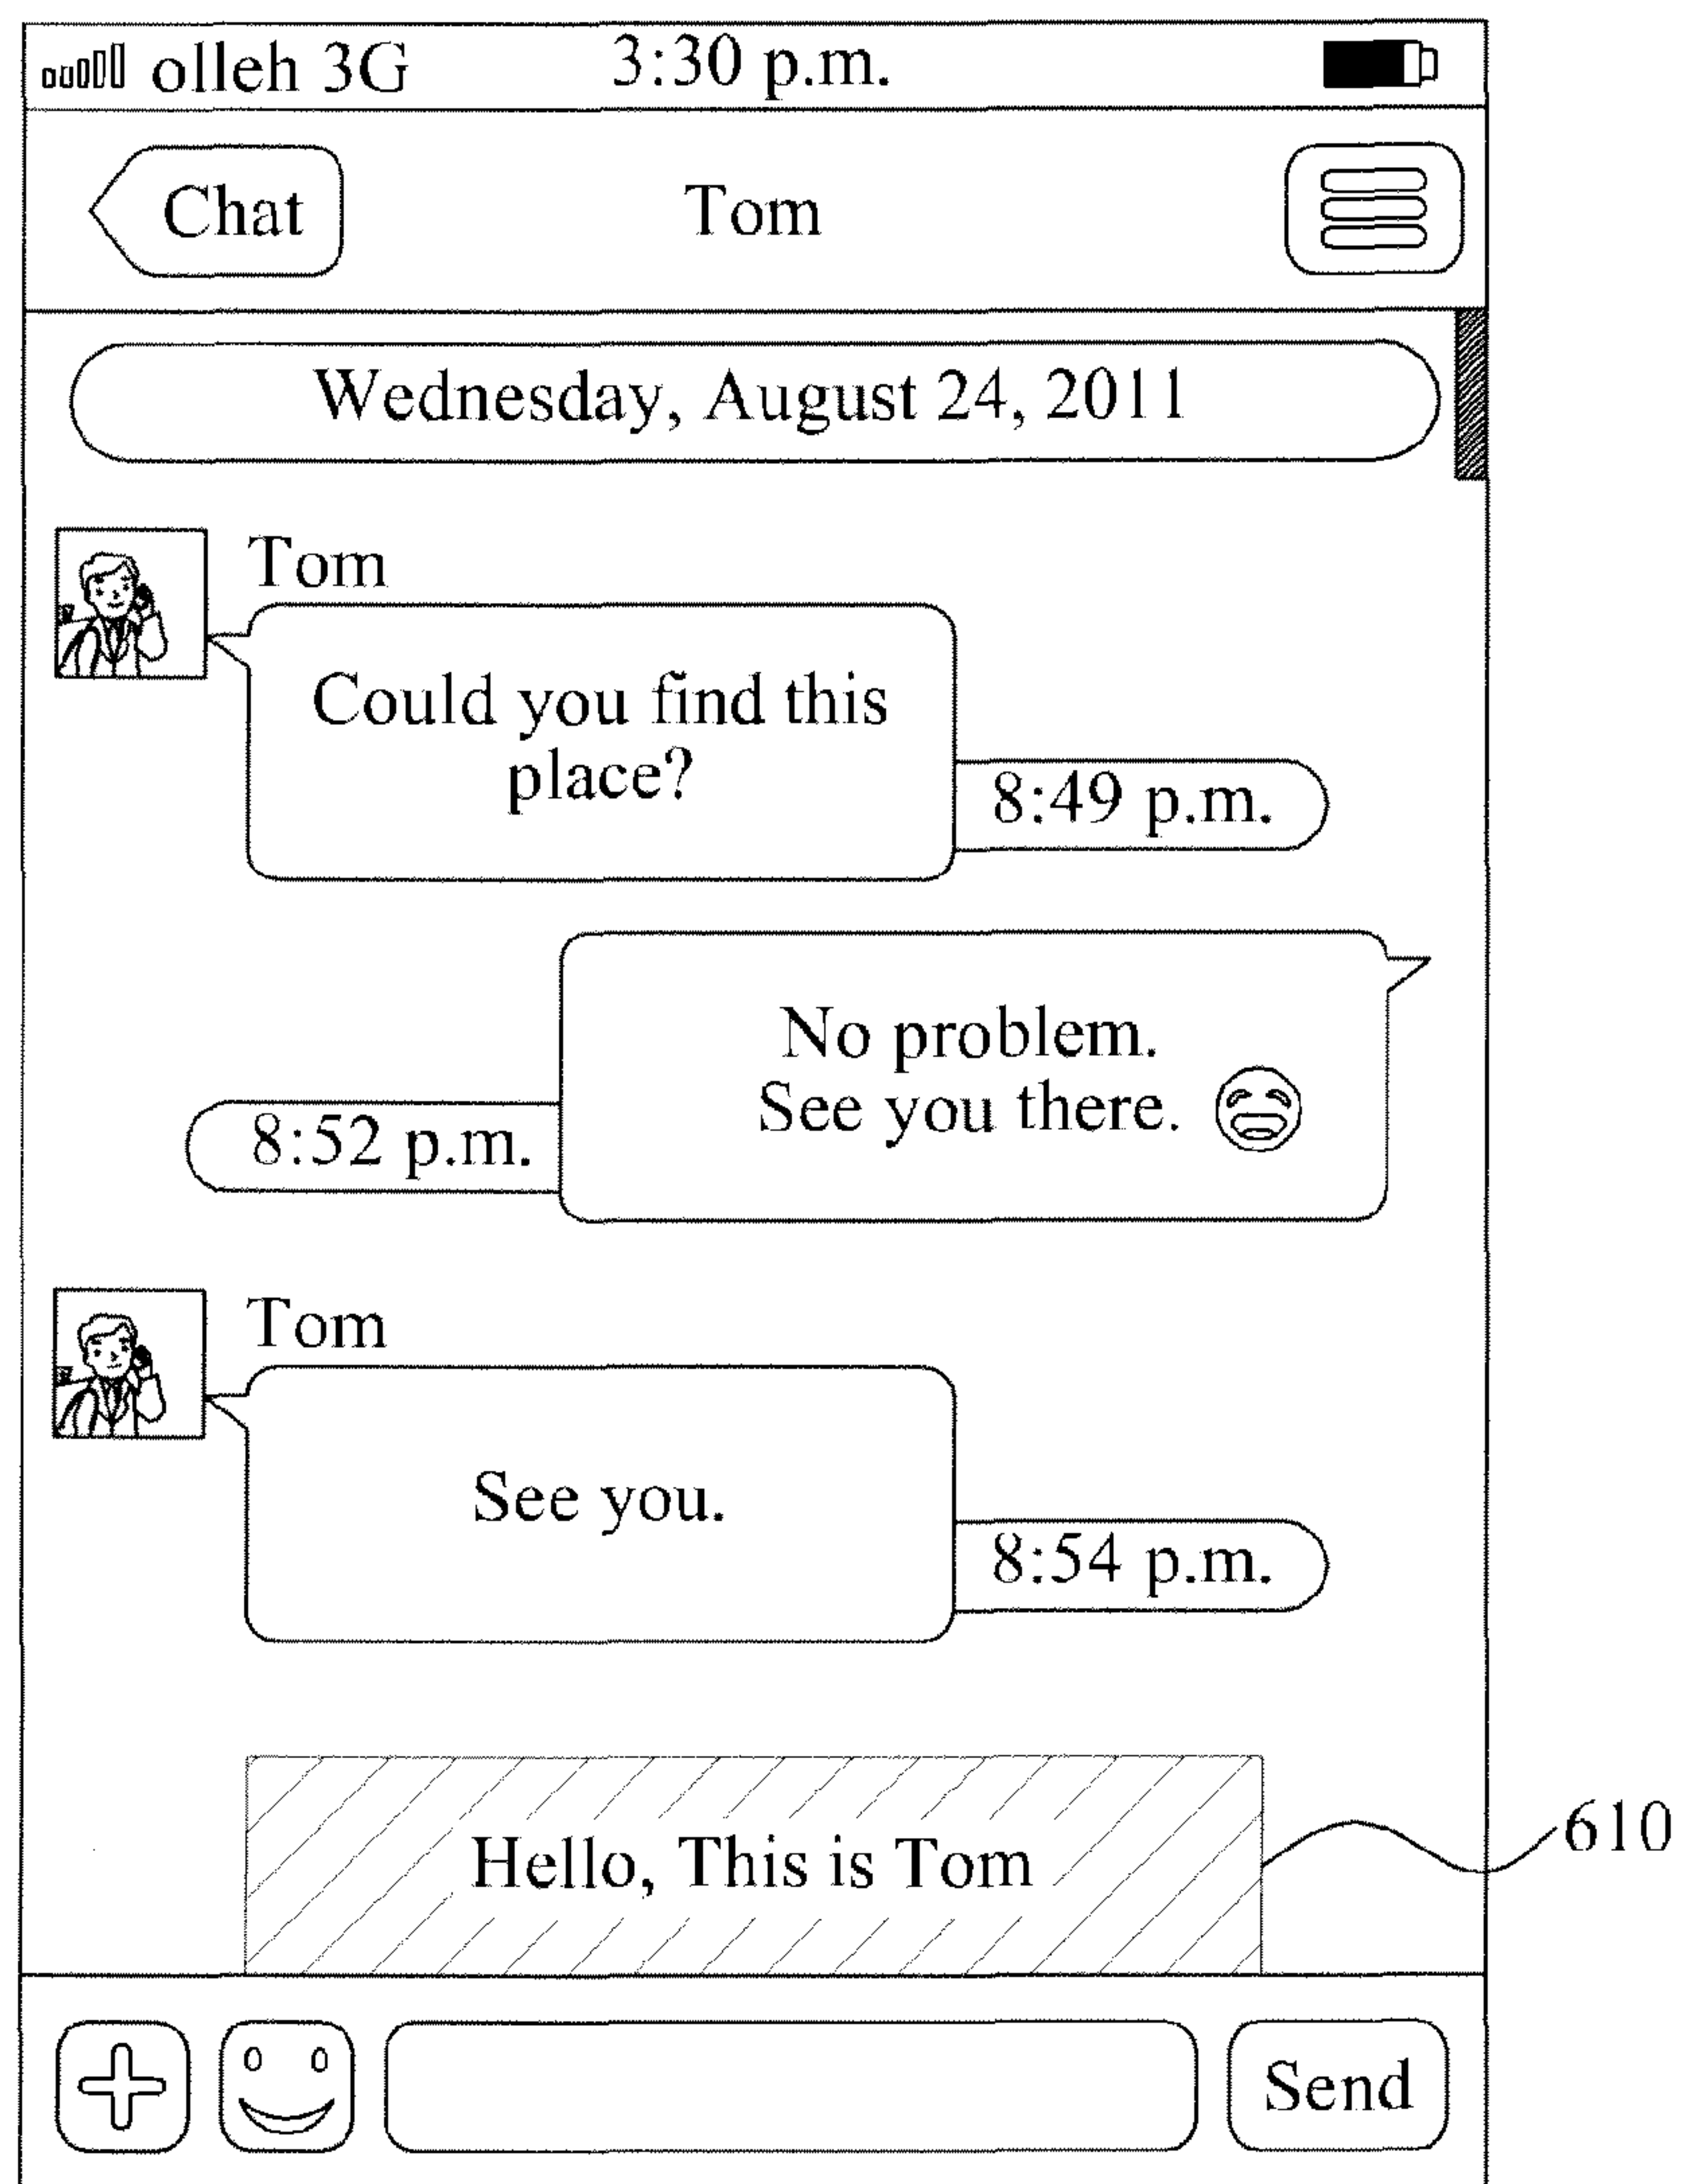 olleh 3G 3:30 p.m.
Chat Tom
Wednesday, August 24, 2011
Tom
Could you find this
place?
8:49 p.m.
No problem.
See you there.
8:52 p.m.
Tom
See you.
8:54 p.m.
Hello, This is Tom
610
Send